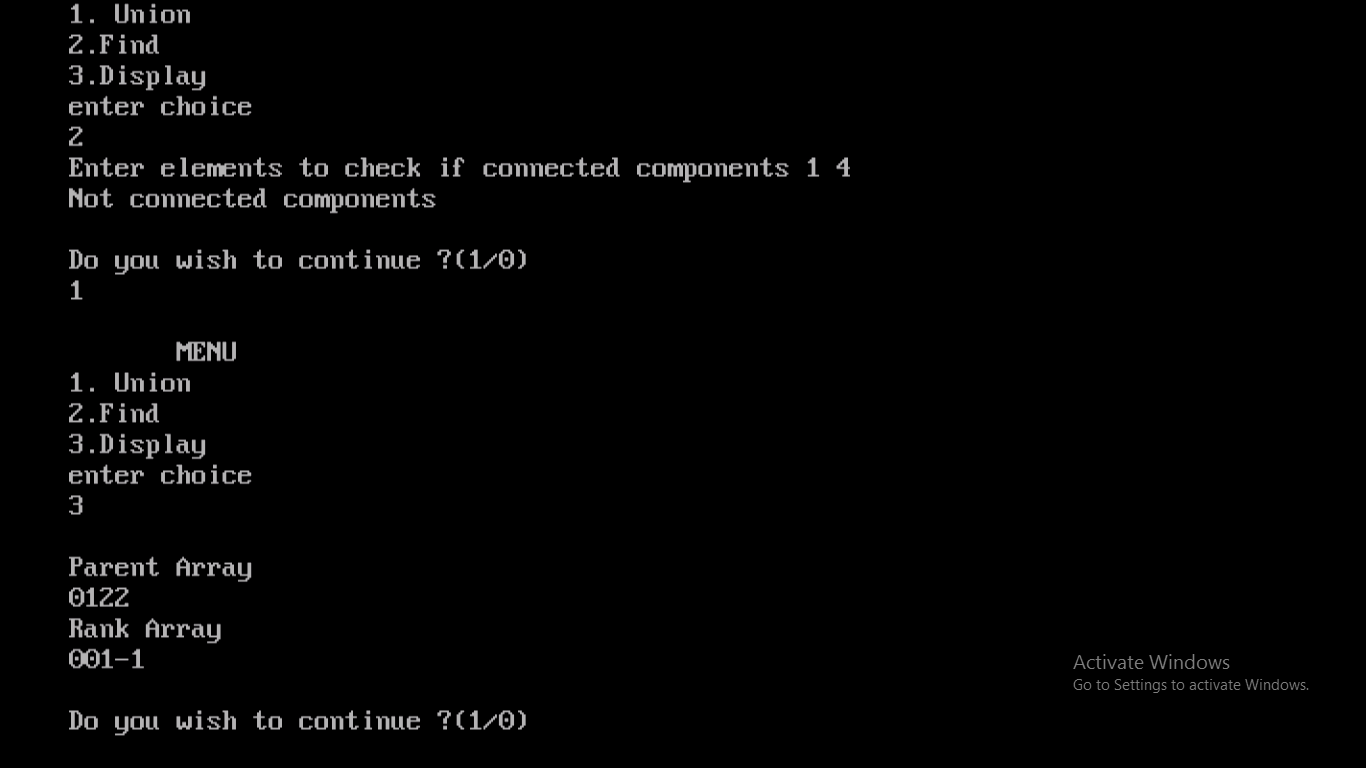 1. Union
2.Find
3.Display
enter choice
2
Enter elements to check if connected components 1 4
Not connected components
Do you wish to continue ?(1/0)
1
MENU
1. Union
2.Find
3.Display
enter choice
3
Parent Array
0122
Rank Array
001-1
Do you wish to continue ?(1/0)
Activate Windows
Go to Settings to activate Windows.